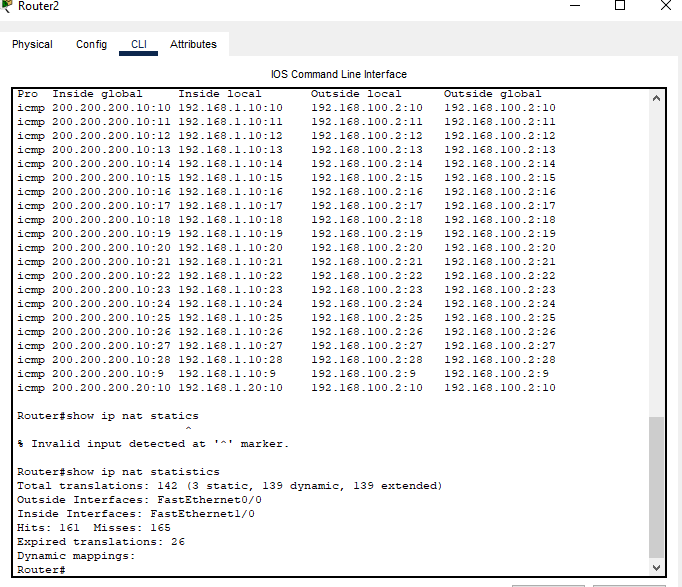 Router2
Physical Config CLI Attributes
IOS Command Line Interface
Pro Inside global Inside local Outside local Outside global
icmp 200.200.200.10:10 192.168.1.10:10 192.168.100.2:10 192.168.100.2:10
icmp 200.200.200.10:11 192.168.1.10:11 192.168.100.2:11 192.168.100.2:11
icmp 200.200.200.10:12 192.168.1.10:12 192.168.100.2:12 192.168.100.2:12
icmp 200.200.200.10:13 192.168.1.10:13 192.168.100.2:13 192.168.100.2:13
icmp 200.200.200.10:14 192.168.1.10:14 192.168.100.2:14 192.168.100.2:14
icmp 200.200.200.10:15 192.168.1.10:15 192.168.100.2:15 192.168.100.2:15
icmp 200.200.200.10:16 192.168.1.10:16 192.168.100.2:16 192.168.100.2:16
icmp 200.200.200.10:17 192.168.1.10:17 192.168.100.2:17 192.168.100.2:17
icmp 200.200.200.10:18 192.168.1.10:18 192.168.100.2:18 192.168.100.2:18
icmp 200.200.200.10:19 192.168.1.10:19 192.168.100.2:19 192.168.100.2:19
icmp 200.200.200.10:20 192.168.1.10:20 192.168.100.2:20 192.168.100.2:20
icmp 200.200.200.10:21 192.168.1.10:21 192.168.100.2:21 192.168.100.2:21
icmp 200.200.200.10:22 192.168.1.10:22 192.168.100.2:22 192.168.100.2:22
icmp 200.200.200.10:23 192.168.1.10:23 192.168.100.2:23 192.168.100.2:23
icmp 200.200.200.10:24 192.168.1.10:24 192.168.100.2:24 192.168.100.2:24
icmp 200.200.200.10:25 192.168.1.10:25 192.168.100.2:25 192.168.100.2:25
icmp 200.200.200.10:26 192.168.1.10:26 192.168.100.2:26 192.168.100.2:26
icmp 200.200.200.10:27 192.168.1.10:27 192.168.100.2:27 192.168.100.2:27
icmp 200.200.200.10:28 192.168.1.10:28 192.168.100.2:28 192.168.100.2:28
icmp 200.200.200.10:9 192.168.1.10:9 192.168.100.2:9 192.168.100.2:9
icmp 200.200.200.20:10 192.168.1.20:10 192.168.100.2:10 192.168.100.2:10
Router#show ip nat statics
^
% Invalid input detected at '^' marker.
Router#show ip nat statistics
Total translations: 142 (3 static, 139 dynamic, 139 extended)
Outside Interfaces: FastEthernet0/0
Inside Interfaces: FastEthernet1/0
Hits: 161 Misses: 165
Expired translations: 26
Dynamic mappings:
Router#